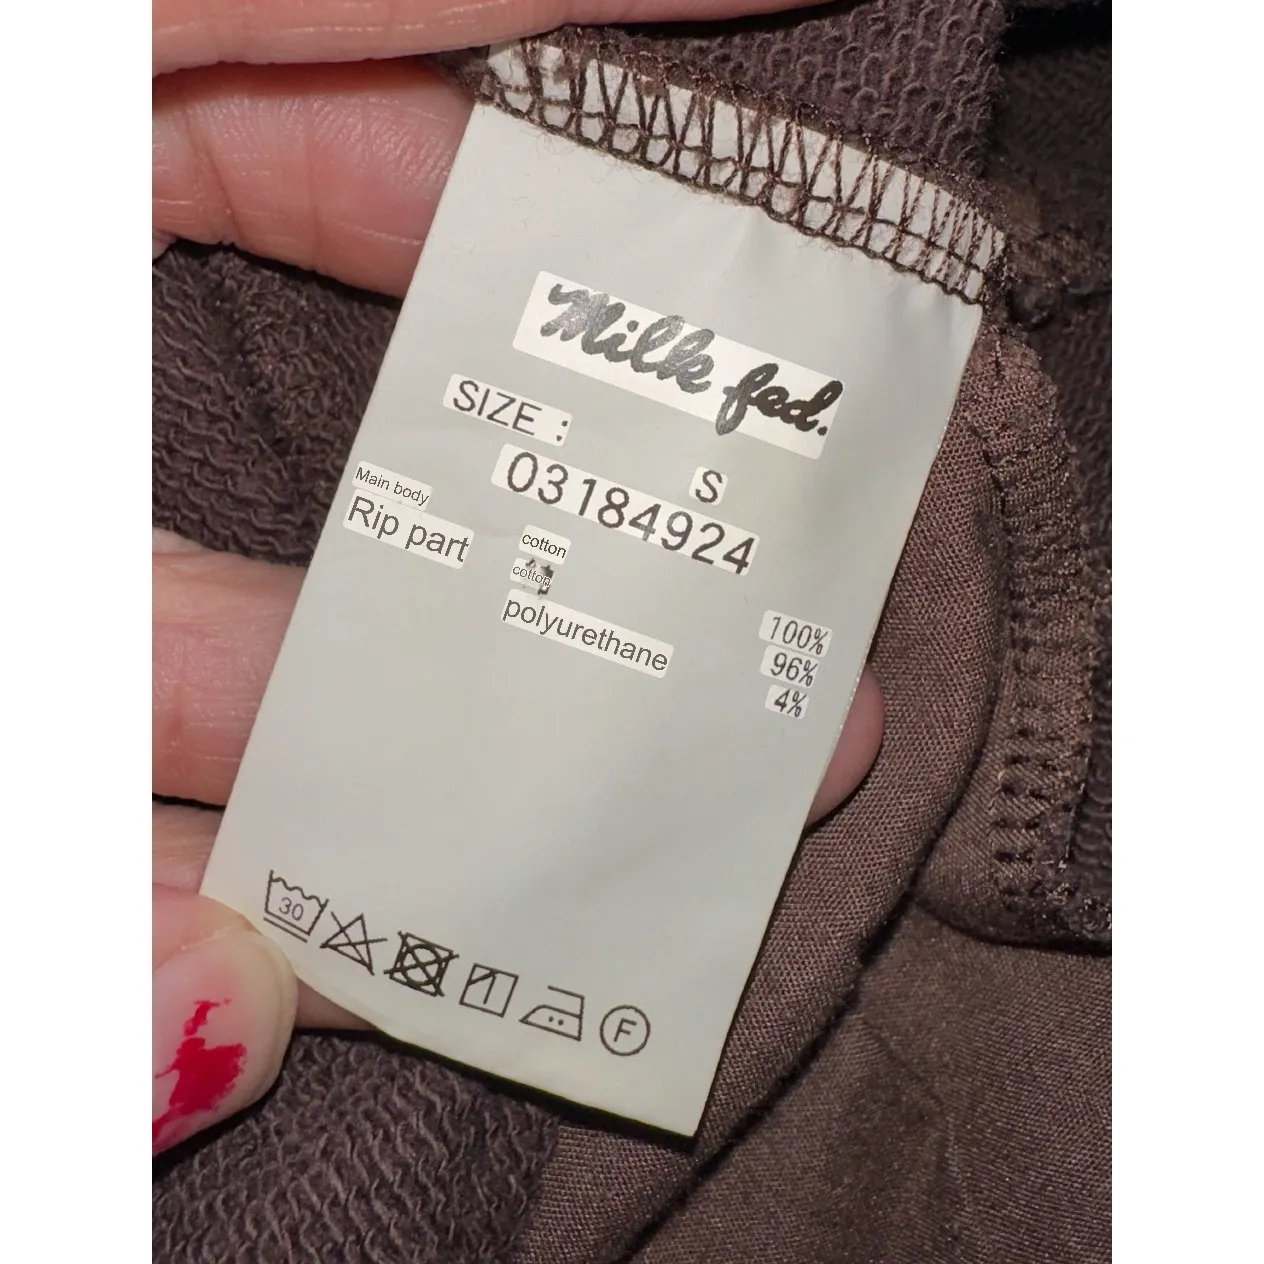 Milk fed.
SIZE :
S
03184924
Main body cotton 100%
Rip part cotton 96%
polyurethane 4%
30
F